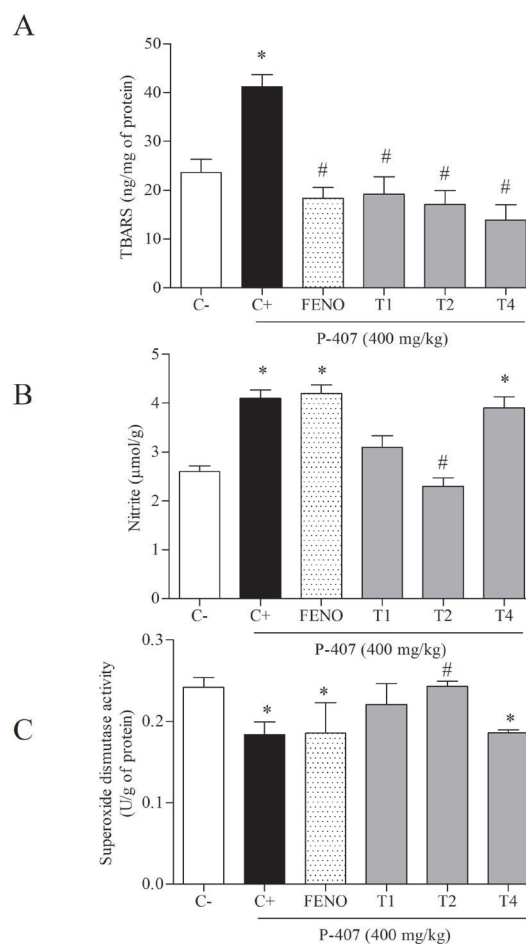 A
TBARS (ng/mg of protein)
50
40
30
20
10
0
*
#
#
#
#
C-
C+
FENO
T1
T2
T4
P-407 (400 mg/kg)
B
Nitrite (μmol/g)
5
4
3
2
1
0
*
*
#
*
C-
C+
FENO
T1
T2
T4
P-407 (400 mg/kg)
C
Superoxide dismutase activity
(U/g of protein)
0.3
0.2
0.1
0.0
*
*
#
*
C-
C+
FENO
T1
T2
T4
P-407 (400 mg/kg)